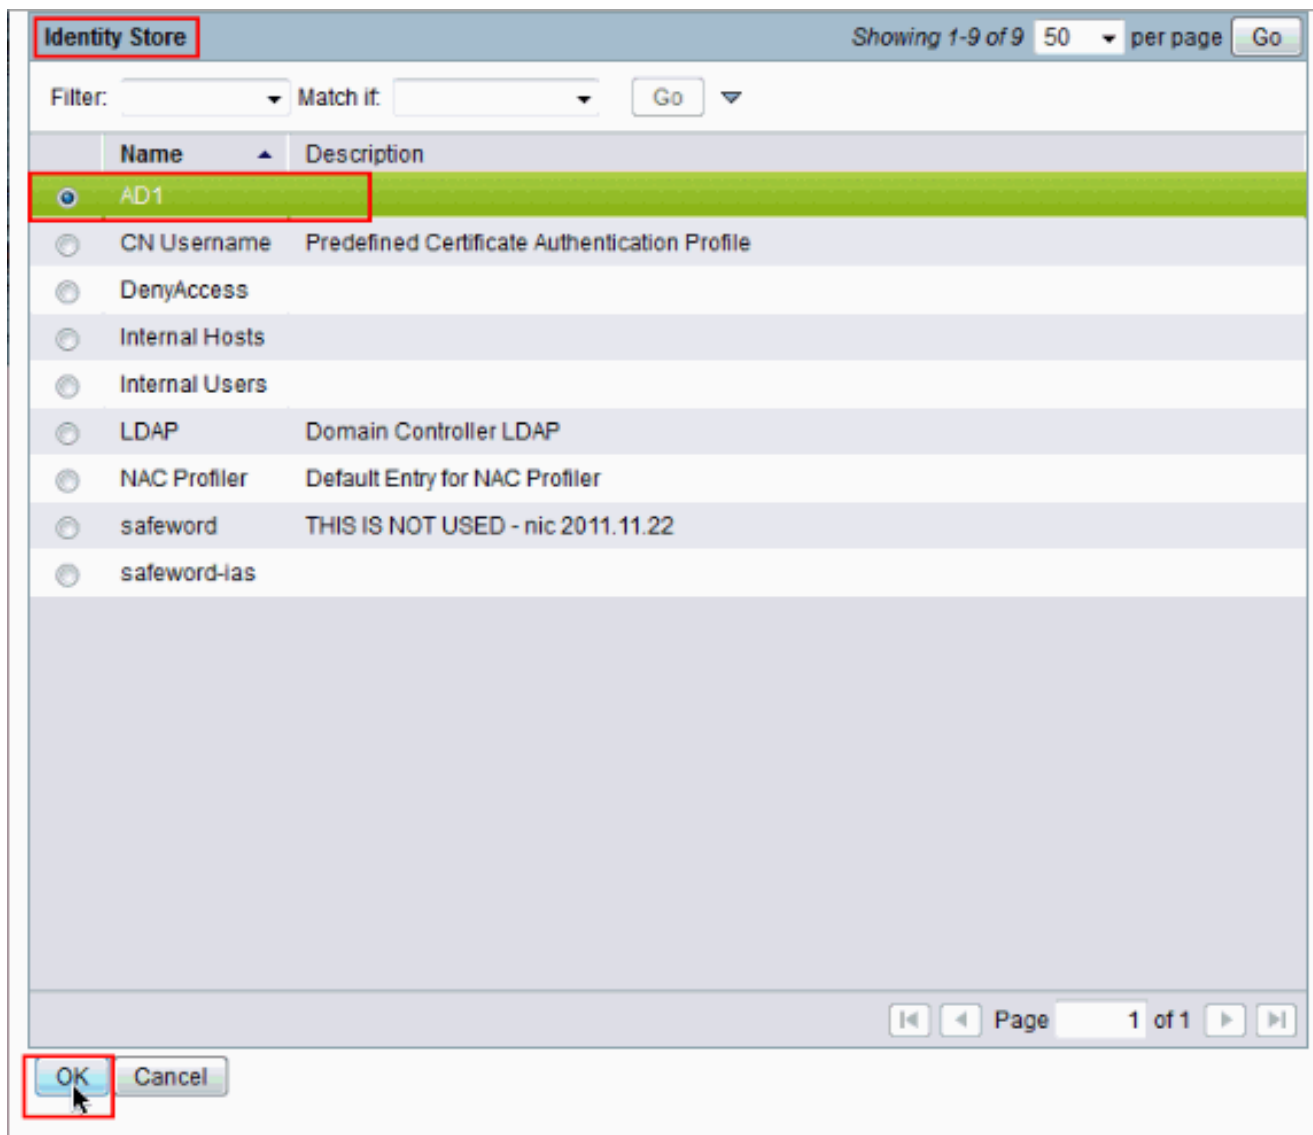 Identity Store Showing 1-9 of 9 50 per page Go
Filter: Match if: Go
Name Description
AD1
CN Username Predefined Certificate Authentication Profile
DenyAccess
Internal Hosts
Internal Users
LDAP Domain Controller LDAP
NAC Profiler Default Entry for NAC Profiler
safeword THIS IS NOT USED - nic 2011.11.22
safeword-ias
Page 1 of 1
OK Cancel